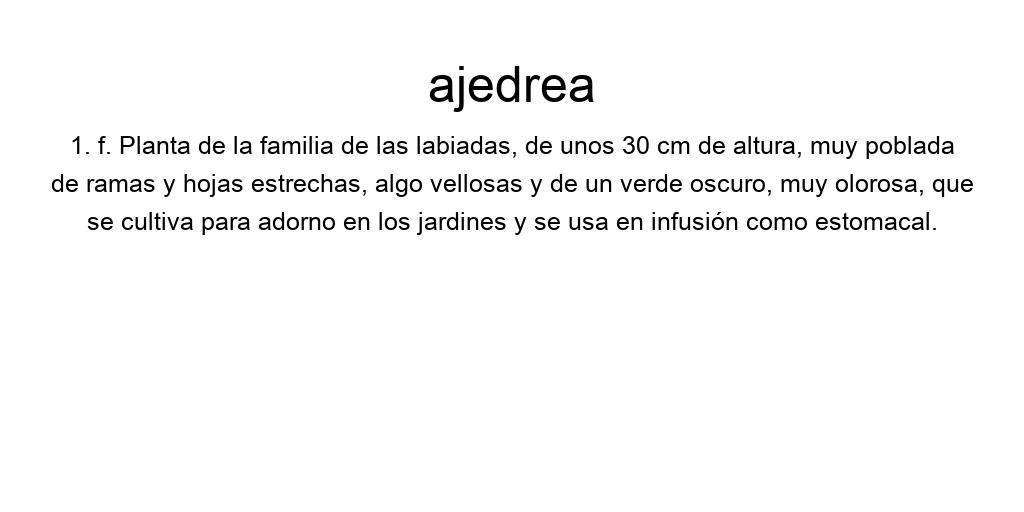 ajedrea
1. f. Planta de la familia de las labiadas, de unos 30 cm de altura, muy poblada
de ramas y hojas estrechas, algo vellosas y de un verde oscuro, muy olorosa, que
se cultiva para adorno en los jardines y se usa en infusión como estomacal.